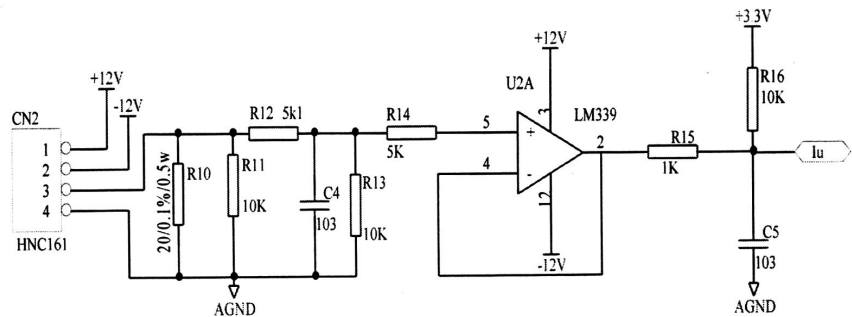 +3.3V
+12V
U2A
R16
10K
+12V
-12V
CN2
R12 5k1
R14
3
LM339
1
5
+
2
R15
Iu
2
5K
3
R10
R11
4
-
1K
4
20/0.1%/0.5w
10K
C4
103
R13
10K
12
C5
103
HNC161
-12V
AGND
AGND